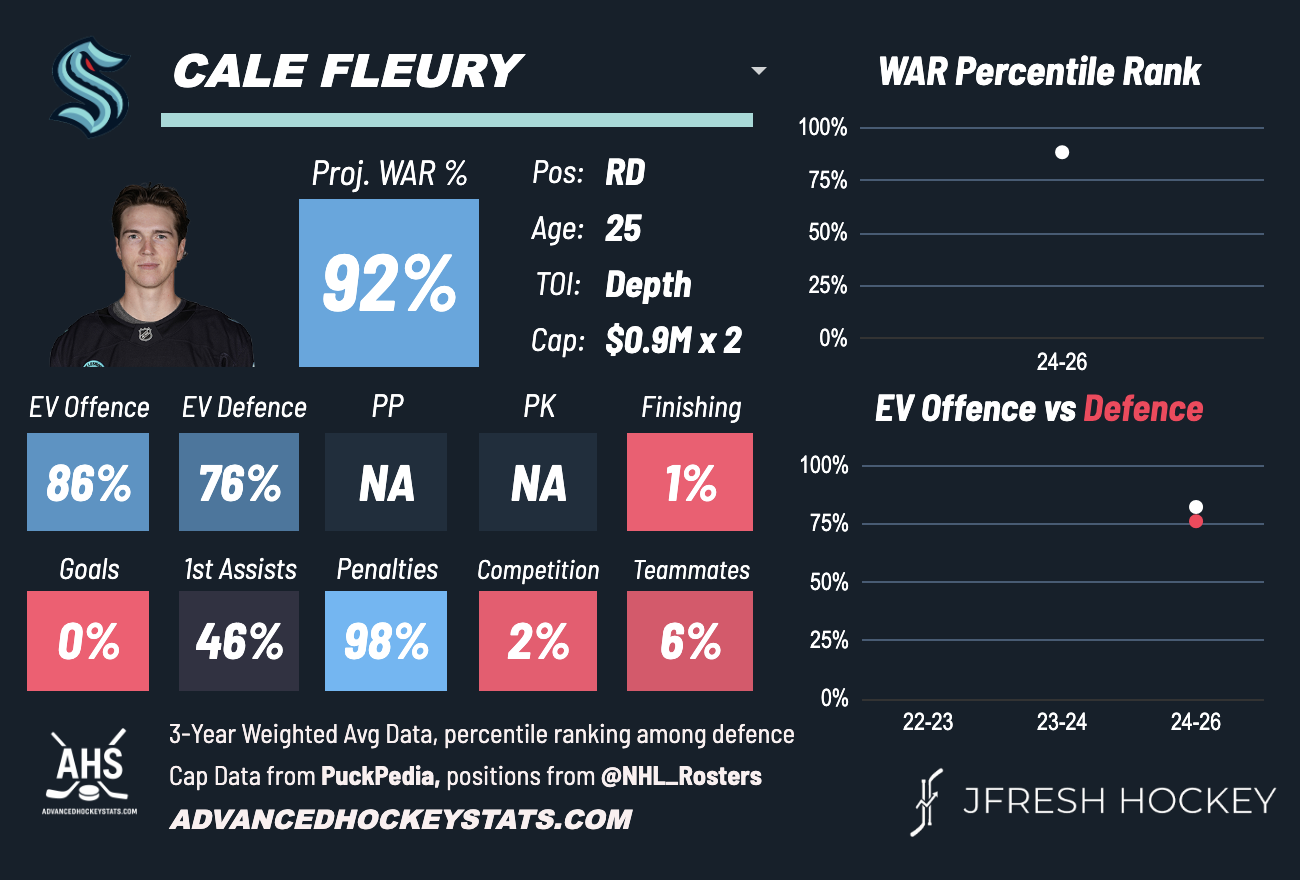 CALE FLEURY
WAR Percentile Rank
Proj. WAR %
92%
Pos: RD
Age: 25
TOI: Depth
Cap: $0.9M x 2
100%
75%
50%
25%
0%
24-26
EV Offence EV Defence PP PK Finishing
86% 76% NA NA 1%
Goals 1st Assists Penalties Competition Teammates
0% 46% 98% 2% 6%
EV Offence vs Defence
100%
75%
50%
25%
0%
22-23 23-24 24-26
AHS
ADVANCEDHOCKEYSTATS.COM
3-Year Weighted Avg Data, percentile ranking among defence
Cap Data from PuckPedia, positions from @NHL_Rosters
ADVANCEDHOCKEYSTATS.COM
JFRESH HOCKEY